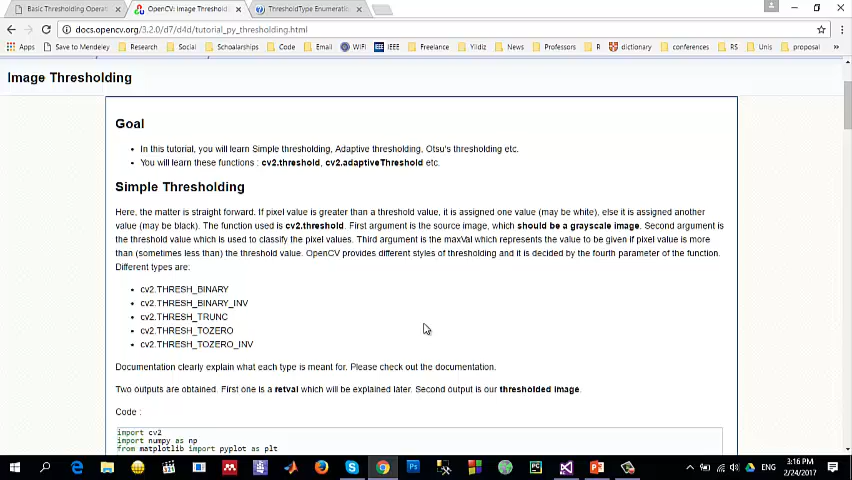 Basic Thresholding Operat
OpenCV: Image Threshold
ThresholdType Enumeratio
docs.opencv.org/3.2.0/d7/d4d/tutorial_py_thresholding.html
Apps Save to Mendeley Research Social Schoalarships Code Email WiFi IEEE Freelance Yildiz News Professors R dictionary conferences RS Unis proposal »
Image Thresholding
Goal
• In this tutorial, you will learn Simple thresholding, Adaptive thresholding, Otsu's thresholding etc.
• You will learn these functions : cv2.threshold, cv2.adaptiveThreshold etc.
Simple Thresholding
Here, the matter is straight forward. If pixel value is greater than a threshold value, it is assigned one value (may be white), else it is assigned another
value (may be black). The function used is cv2.threshold. First argument is the source image, which should be a grayscale image. Second argument is
the threshold value which is used to classify the pixel values. Third argument is the maxVal which represents the value to be given if pixel value is more
than (sometimes less than) the threshold value. OpenCV provides different styles of thresholding and it is decided by the fourth parameter of the function.
Different types are:
• cv2.THRESH_BINARY
• cv2.THRESH_BINARY_INV
• cv2.THRESH_TRUNC
• cv2.THRESH_TOZERO
• cv2.THRESH_TOZERO_INV
Documentation clearly explain what each type is meant for. Please check out the documentation.
Two outputs are obtained. First one is a retval which will be explained later. Second output is our thresholded image.
Code :
import cv2
import numpy as np
from matplotlib import pyplot as plt
ENG
3:16 PM
2/24/2017